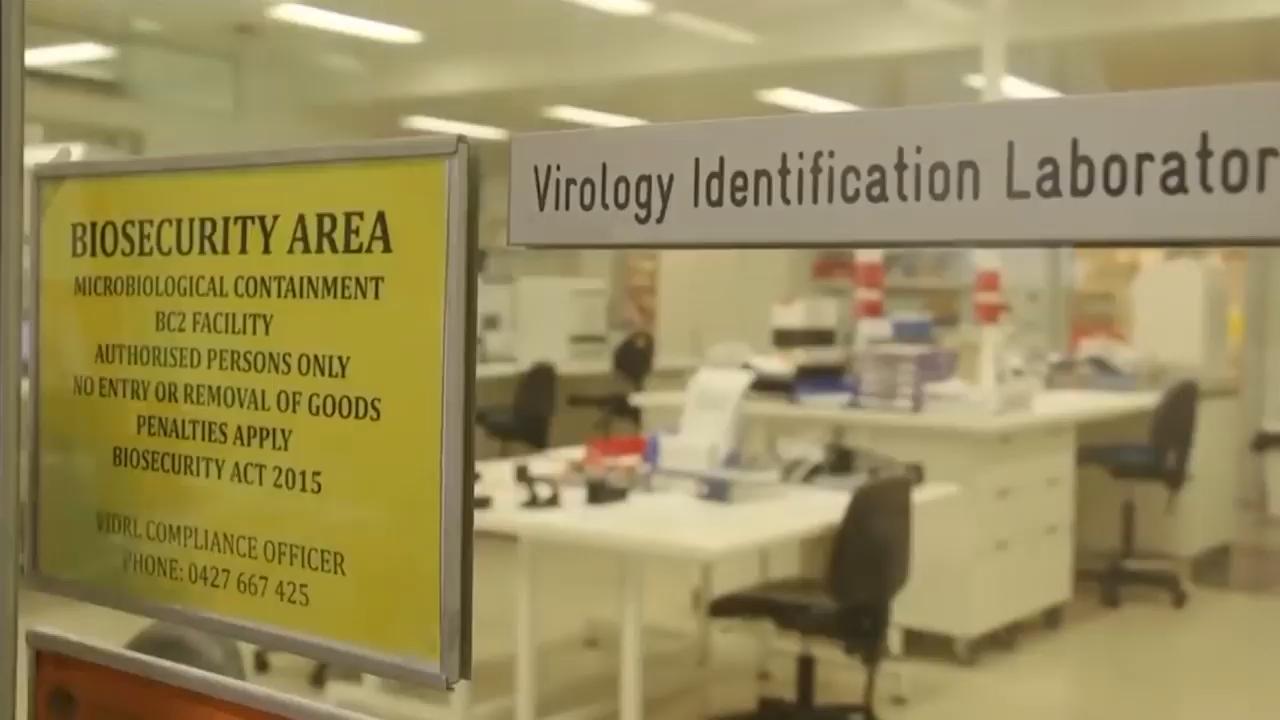 BIOSECURITY AREA
MICROBIOLOGICAL CONTAINMENT
BC2 FACILITY
AUTHORISED PERSONS ONLY
NO ENTRY OR REMOVAL OF GOODS
PENALTIES APPLY
BIOSECURITY ACT 2015
VIDRL COMPLIANCE OFFICER
PHONE: 0427 667 425
Virology Identification Laborator